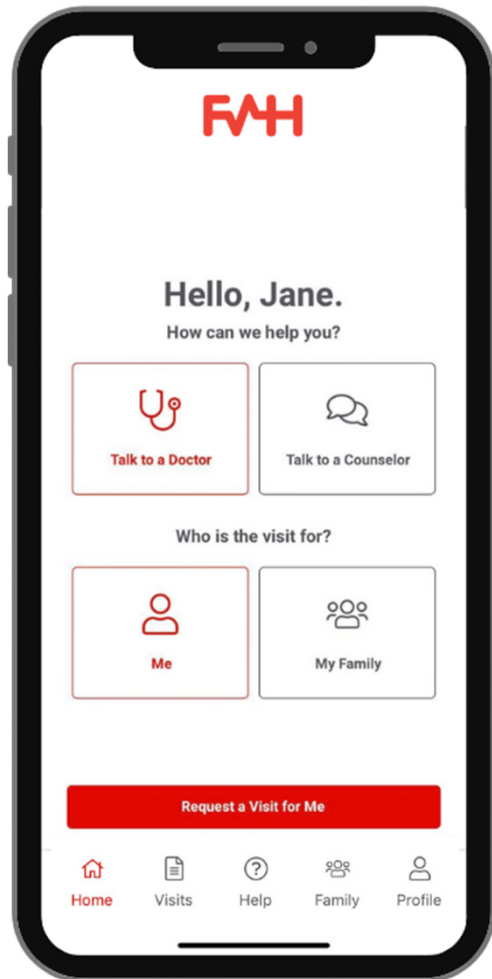 FAH
Hello, Jane.
How can we help you?
Talk to a Doctor
Talk to a Counselor
Who is the visit for?
Me
My Family
Request a Visit for Me
Home
Visits
Help
Family
Profile